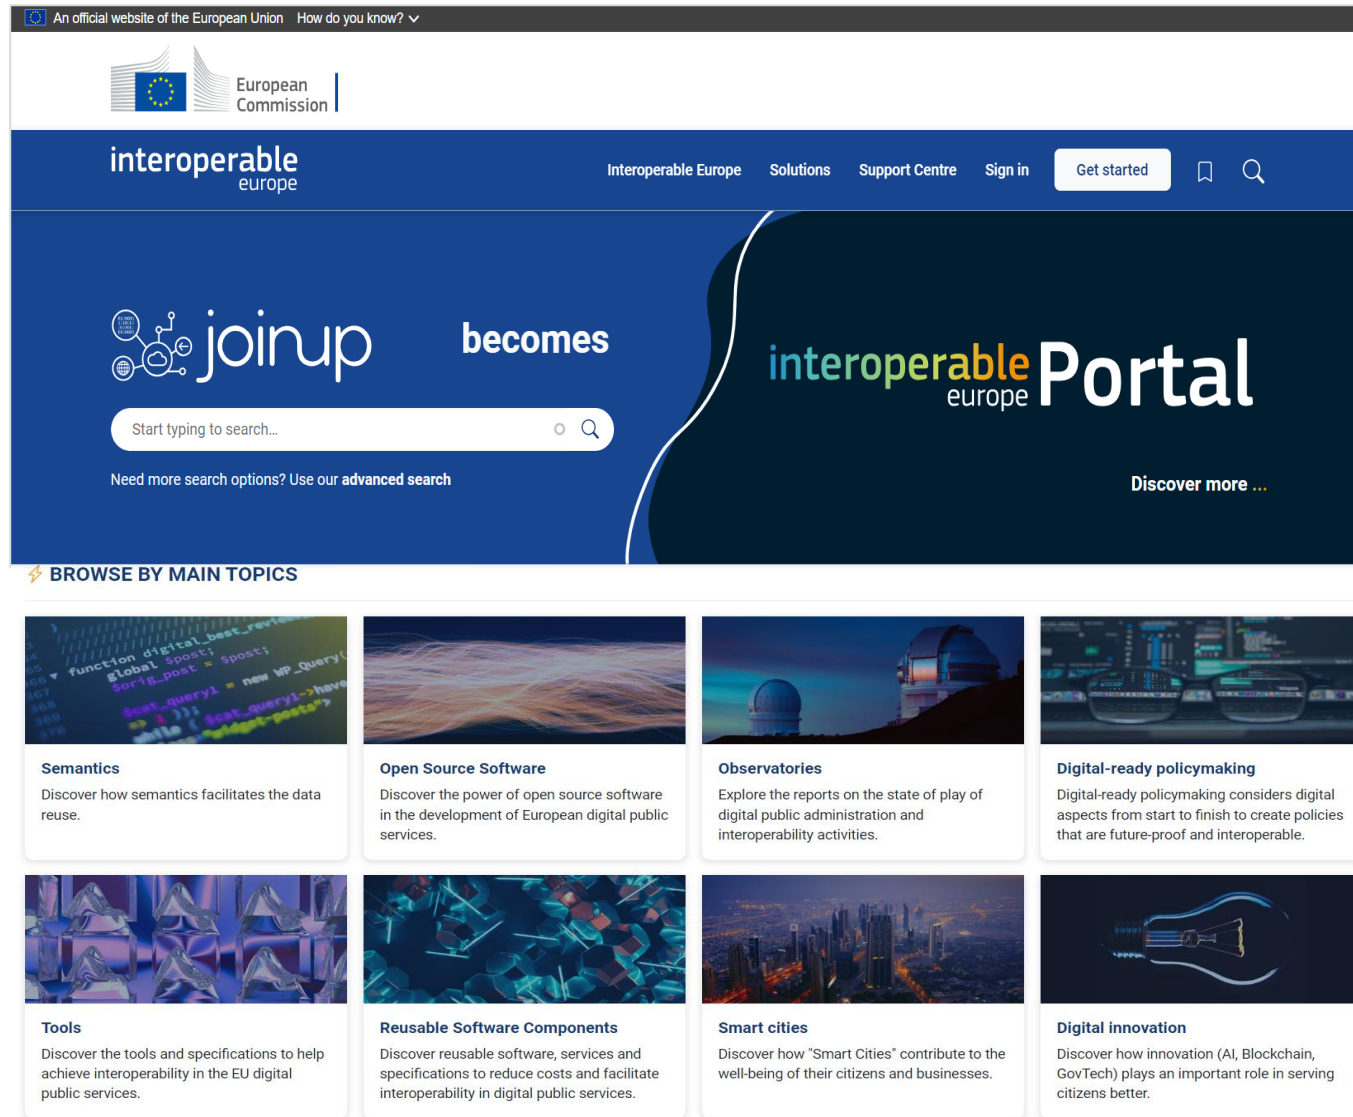 An official website of the European Union How do you know?
European
Commission
interoperable
europe
Interoperable Europe Solutions Support Centre Sign in Get started
joinup becomes
interoperable
europe
Portal
Start typing to search...
Need more search options? Use our advanced search
Discover more ...
BROWSE BY MAIN TOPICS
function digital_best_reviews
global $post;
$orig_post = $post;
$cat_query1 = new WP_Query(
Semantics
Discover how semantics facilitates the data
reuse.
Open Source Software
Discover the power of open source software
in the development of European digital public
services.
Observatories
Explore the reports on the state of play of
digital public administration and
interoperability activities.
Digital-ready policymaking
Digital-ready policymaking considers digital
aspects from start to finish to create policies
that are future-proof and interoperable.
Tools
Discover the tools and specifications to help
achieve interoperability in the EU digital
public services.
Reusable Software Components
Discover reusable software, services and
specifications to reduce costs and facilitate
interoperability in digital public services.
Smart cities
Discover how "Smart Cities" contribute to the
well-being of their citizens and businesses.
Digital innovation
Discover how innovation (AI, Blockchain,
GovTech) plays an important role in serving
citizens better.